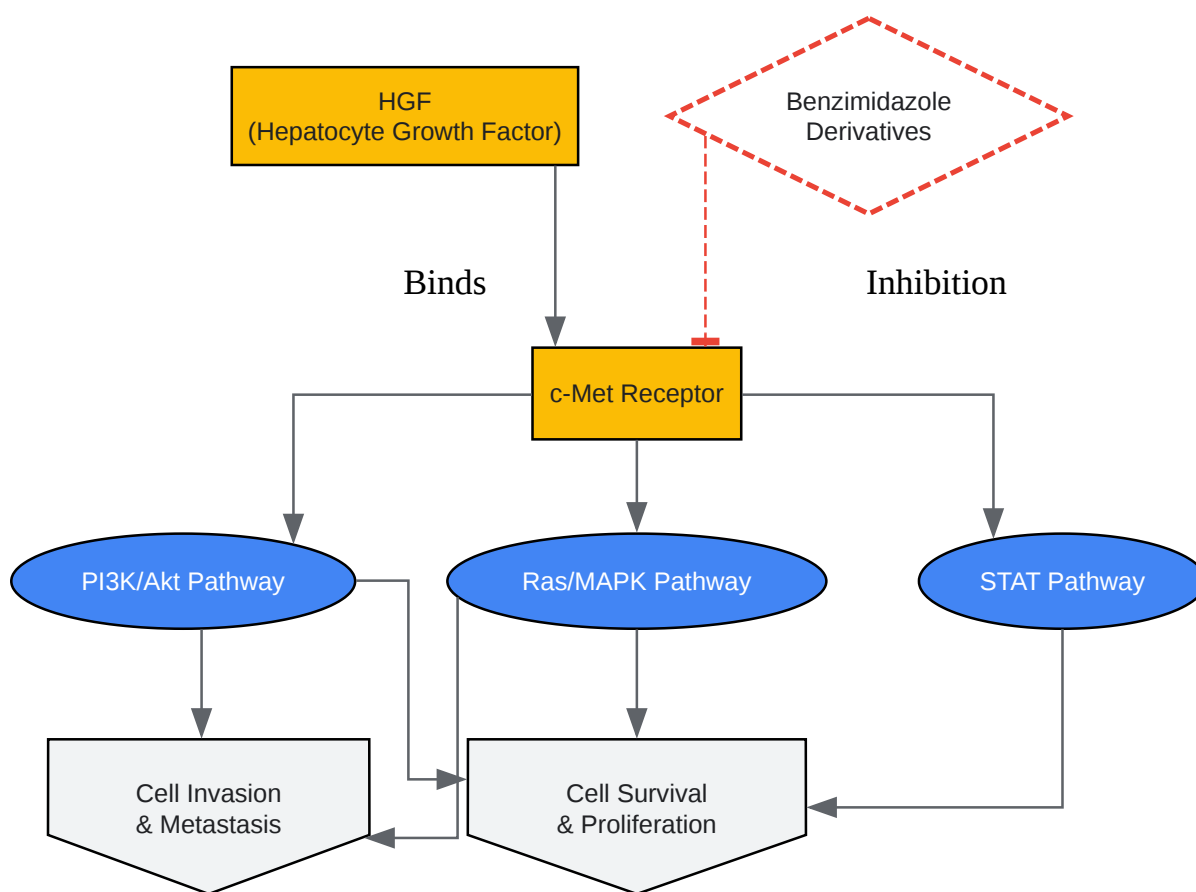 HGF
(Hepatocyte Growth Factor)
Benzimidazole
Derivatives
Binds
Inhibition
c-Met Receptor
PI3K/Akt Pathway
Ras/MAPK Pathway
STAT Pathway
Cell Invasion
& Metastasis
Cell Survival
& Proliferation